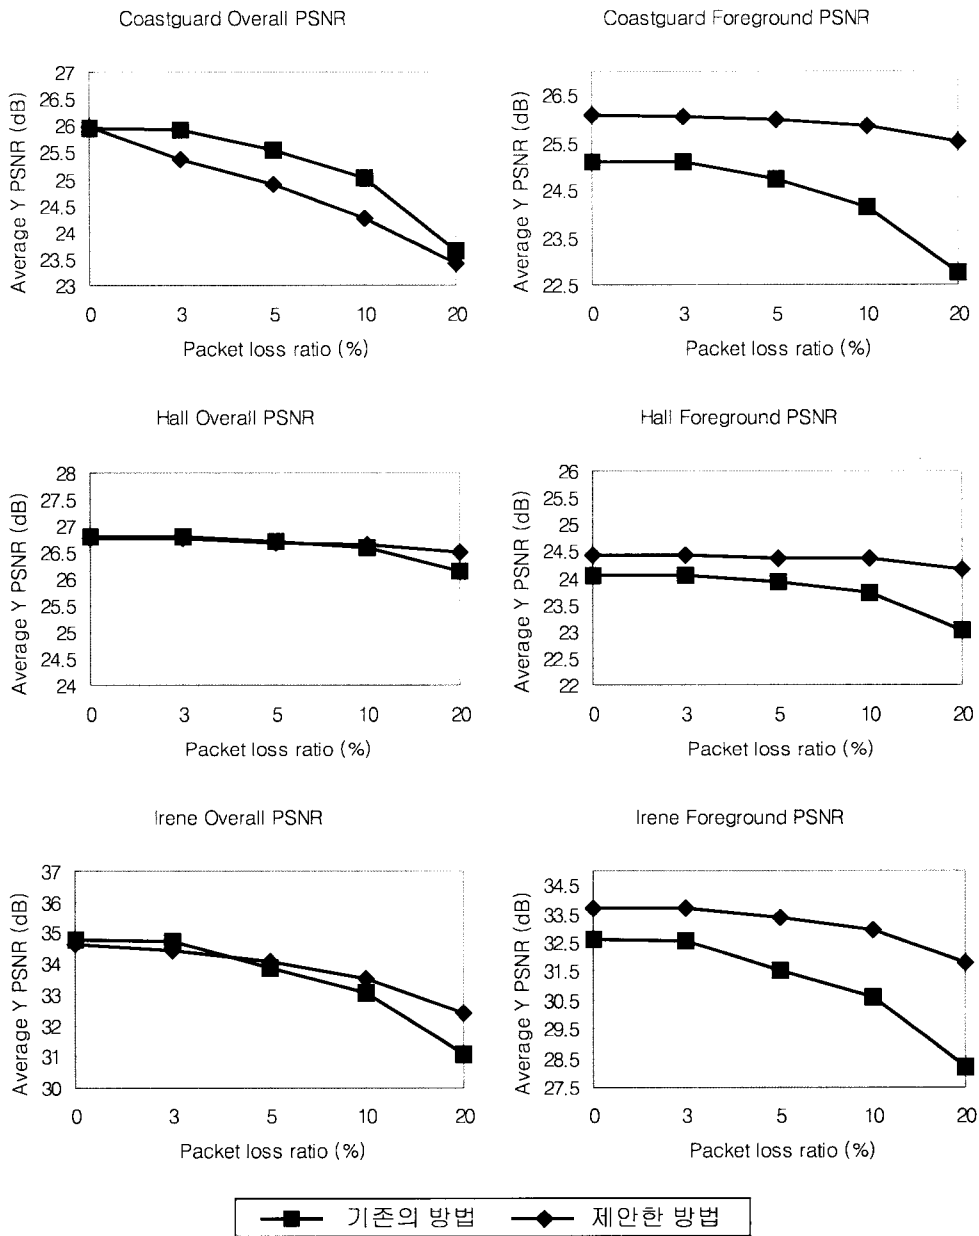 Coastguard Overall PSNR
Average Y PSNR (dB)
27
26.5
26
25.5
25
24.5
24
23.5
23
0 3 5 10 20
Packet loss ratio (%)
Coastguard Foreground PSNR
Average Y PSNR (dB)
26.5
25.5
24.5
23.5
22.5
0 3 5 10 20
Packet loss ratio (%)
Hall Overall PSNR
Average Y PSNR (dB)
28
27.5
27
26.5
26
25.5
25
24.5
24
0 3 5 10 20
Packet loss ratio (%)
Hall Foreground PSNR
Average Y PSNR (dB)
26
25.5
25
24.5
24
23.5
23
22.5
22
0 3 5 10 20
Packet loss ratio (%)
Irene Overall PSNR
Average Y PSNR (dB)
37
36
35
34
33
32
31
30
0 3 5 10 20
Packet loss ratio (%)
Irene Foreground PSNR
Average Y PSNR (dB)
34.5
33.5
32.5
31.5
30.5
29.5
28.5
27.5
0 3 5 10 20
Packet loss ratio (%)
기존의 방법 제안한 방법